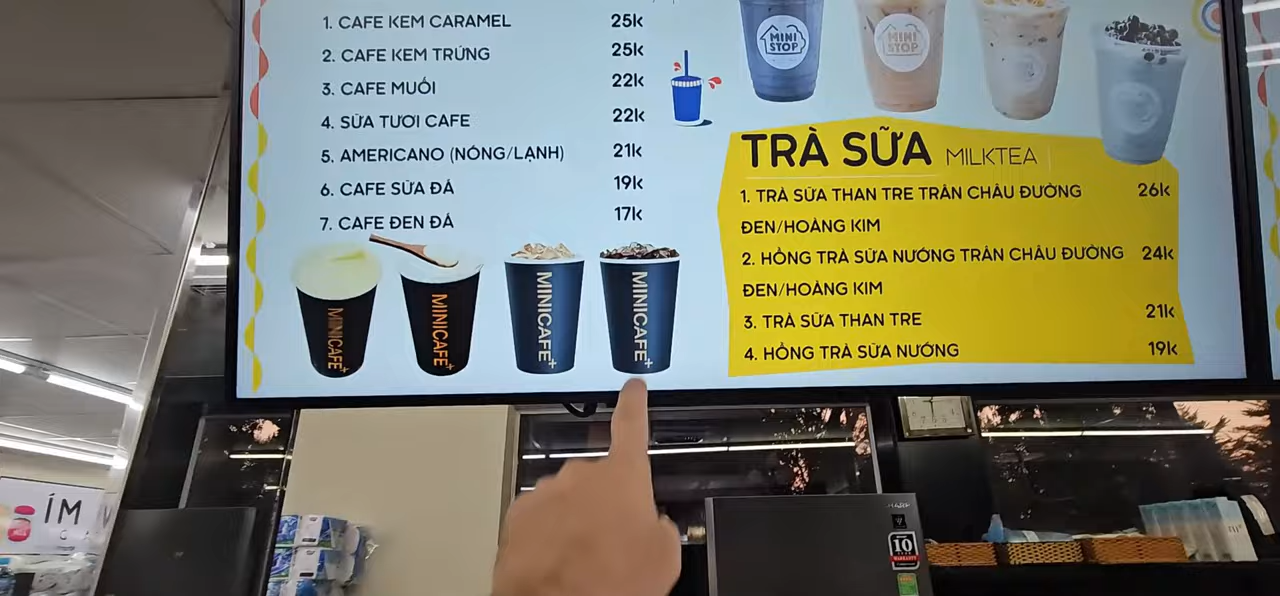 1. CAFE KEM CARAMEL 25k
2. CAFE KEM TRỨNG 25k
3. CAFE MUỐI 22k
4. SỮA TƯƠI CAFE 22k
5. AMERICANO (NÓNG/LẠNH) 21k
6. CAFE SỮA ĐÁ 19k
7. CAFE ĐEN ĐÁ 17k
MINICAFE+
MINICAFE+
MINICAFE+
MINICAFE+
MINI STOP
MINI STOP
TRÀ SỮA MILKTEA
1. TRÀ SỮA THAN TRE TRÂN CHÂU ĐƯỜNG 26k
ĐEN/HOÀNG KIM
2. HỒNG TRÀ SỮA NƯỚNG TRÂN CHÂU ĐƯỜNG 24k
ĐEN/HOÀNG KIM
3. TRÀ SỮA THAN TRE 21k
4. HỒNG TRÀ SỮA NƯỚNG 19k
ÍM
10
WARRANTY